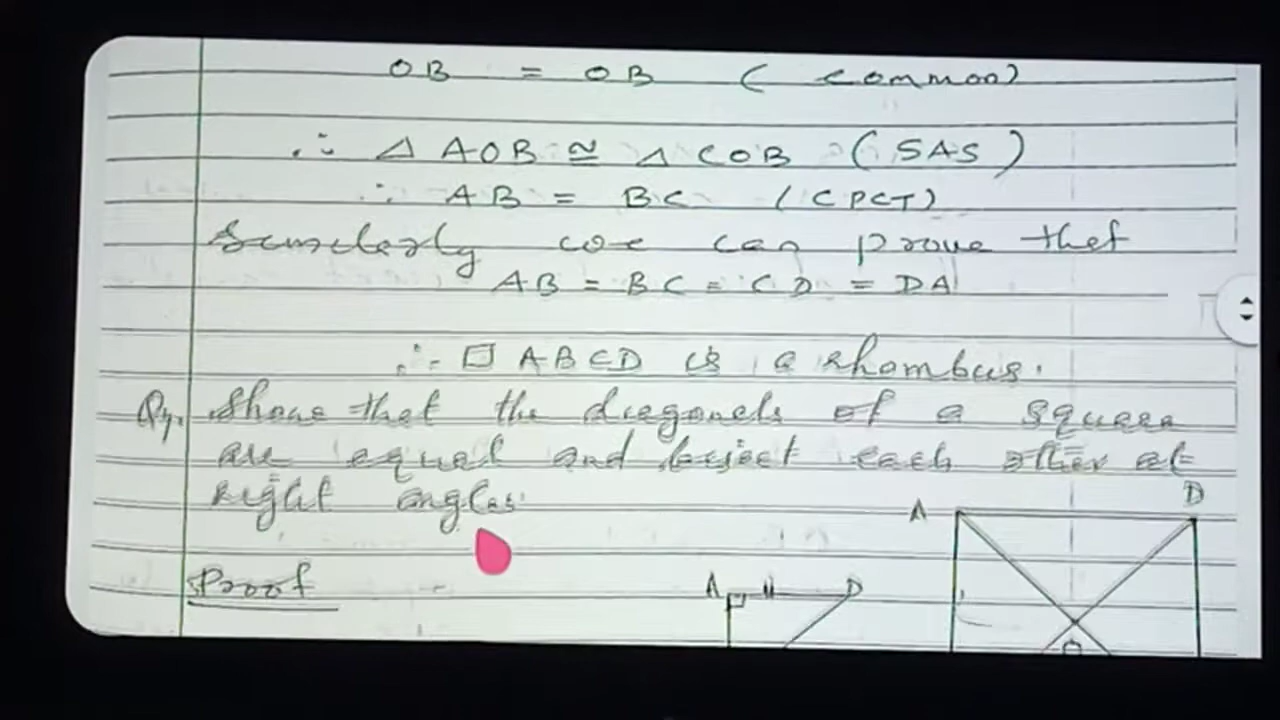 OB = OB ( common)
∴ △ AOB ≅ △ COB (SAS)
∴ AB = BC (CPCT)
Similarly we can prove that
AB = BC = CD = DA
∴ □ ABCD is a rhombus.
Q4. Show that the diagonals of a square
are equal and bisect each other at
right angles.
A D
Proof
A D
O